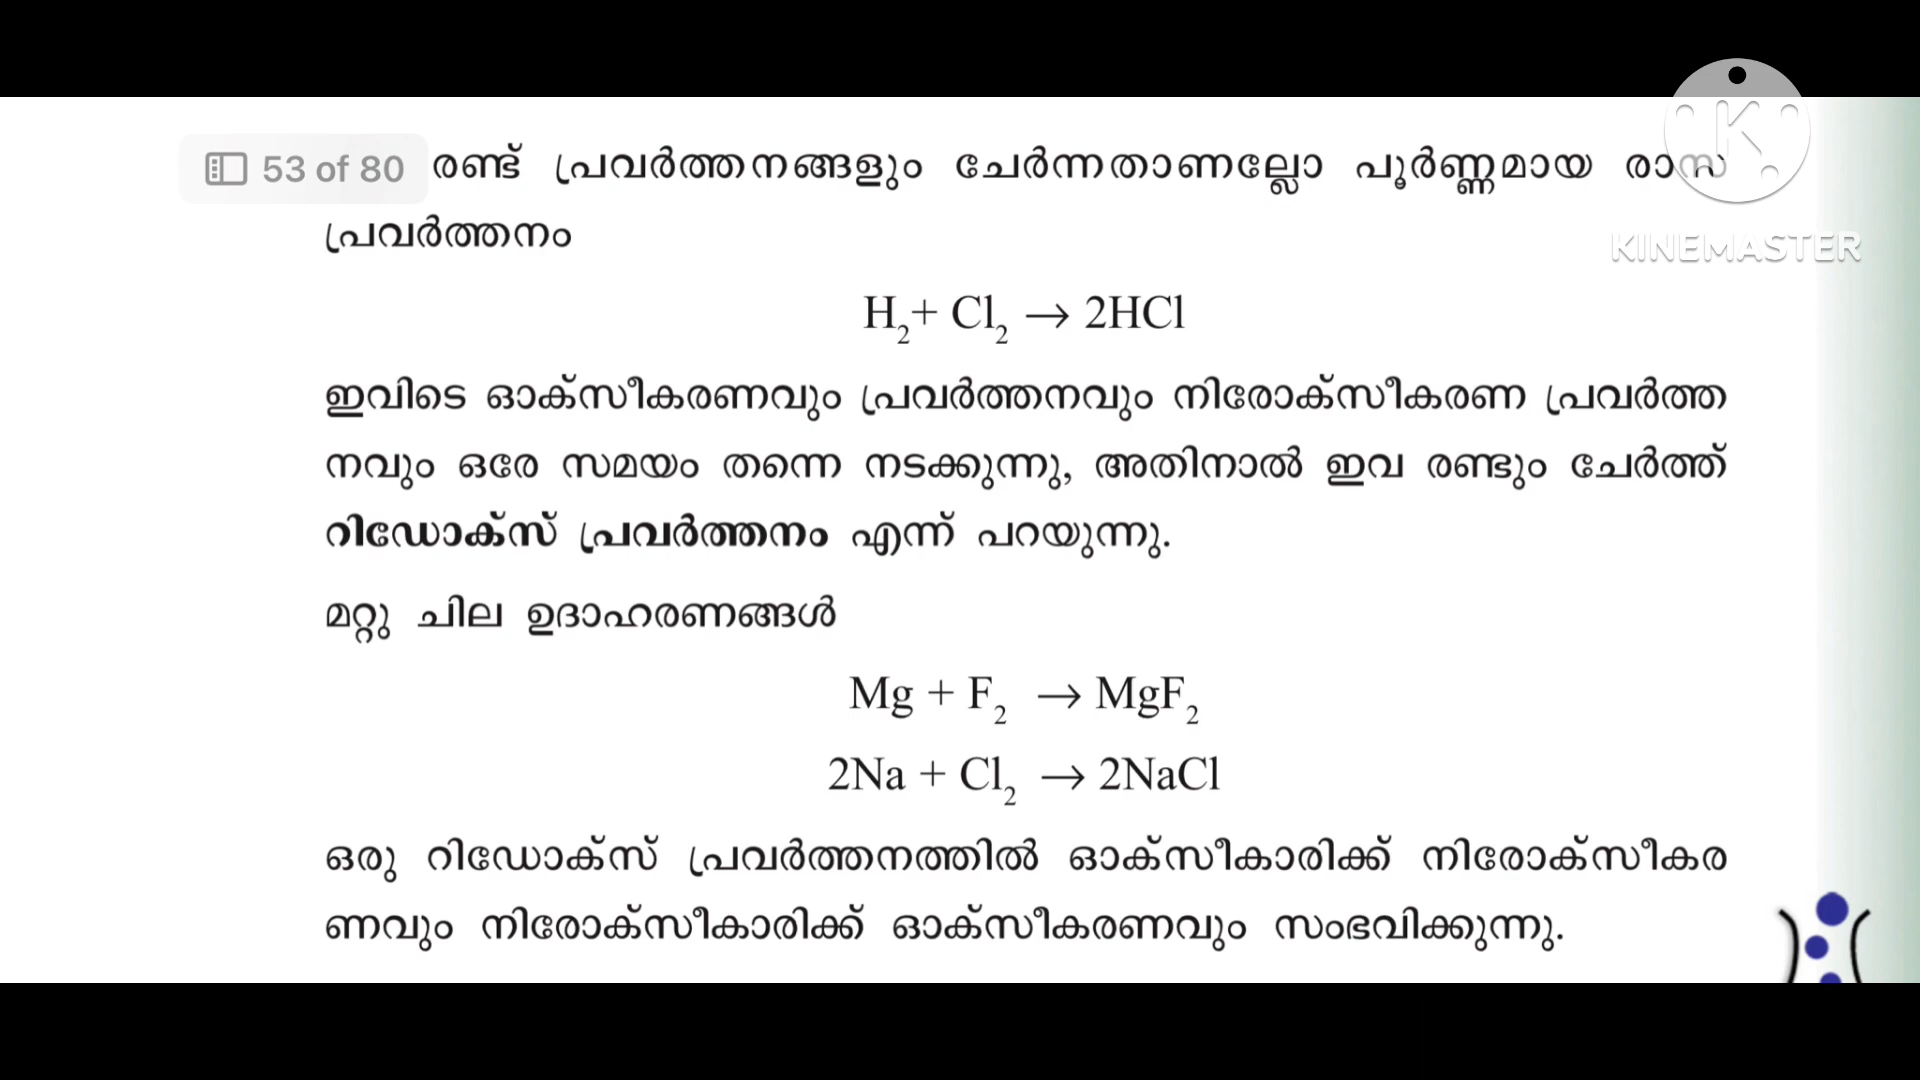 53 of 80
രണ്ട് പ്രവർത്തനങ്ങളും ചേർന്നതാണല്ലോ പൂർണ്ണമായ രാസ
പ്രവർത്തനം
H₂+ Cl₂ → 2HCl
ഇവിടെ ഓക്സീകരണവും പ്രവർത്തനവും നിരോക്സീകരണ പ്രവർത്ത
നവും ഒരേ സമയം തന്നെ നടക്കുന്നു, അതിനാൽ ഇവ രണ്ടും ചേർത്ത്
റിഡോക്സ് പ്രവർത്തനം എന്ന് പറയുന്നു.
മറ്റു ചില ഉദാഹരണങ്ങൾ
Mg + F₂ → MgF₂
2Na + Cl₂ → 2NaCl
ഒരു റിഡോക്സ് പ്രവർത്തനത്തിൽ ഓക്സീകാരിക്ക് നിരോക്സീകര
ണവും നിരോക്സീകാരിക്ക് ഓക്സീകരണവും സംഭവിക്കുന്നു.
K
KINEMASTER